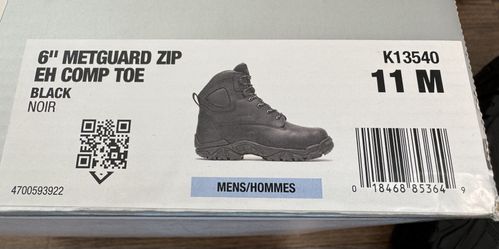 6" METGUARD ZIP
EH COMP TOE
BLACK
NOIR
4700593922
MENS/HOMMES
K13540
11 M
0 18468 85364 9